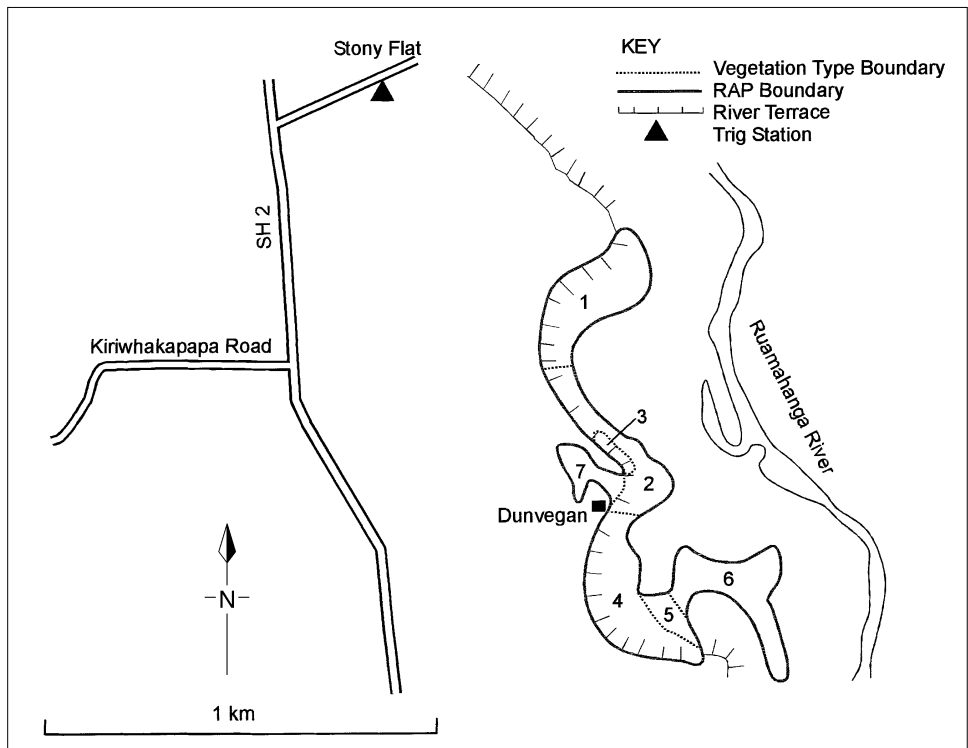 Stony Flat
KEY
Vegetation Type Boundary
RAP Boundary
River Terrace
Trig Station
SH 2
1
Ruamahanga River
Kiriwhakapapa Road
3
7
2
Dunvegan
6
4
5
N
1 km